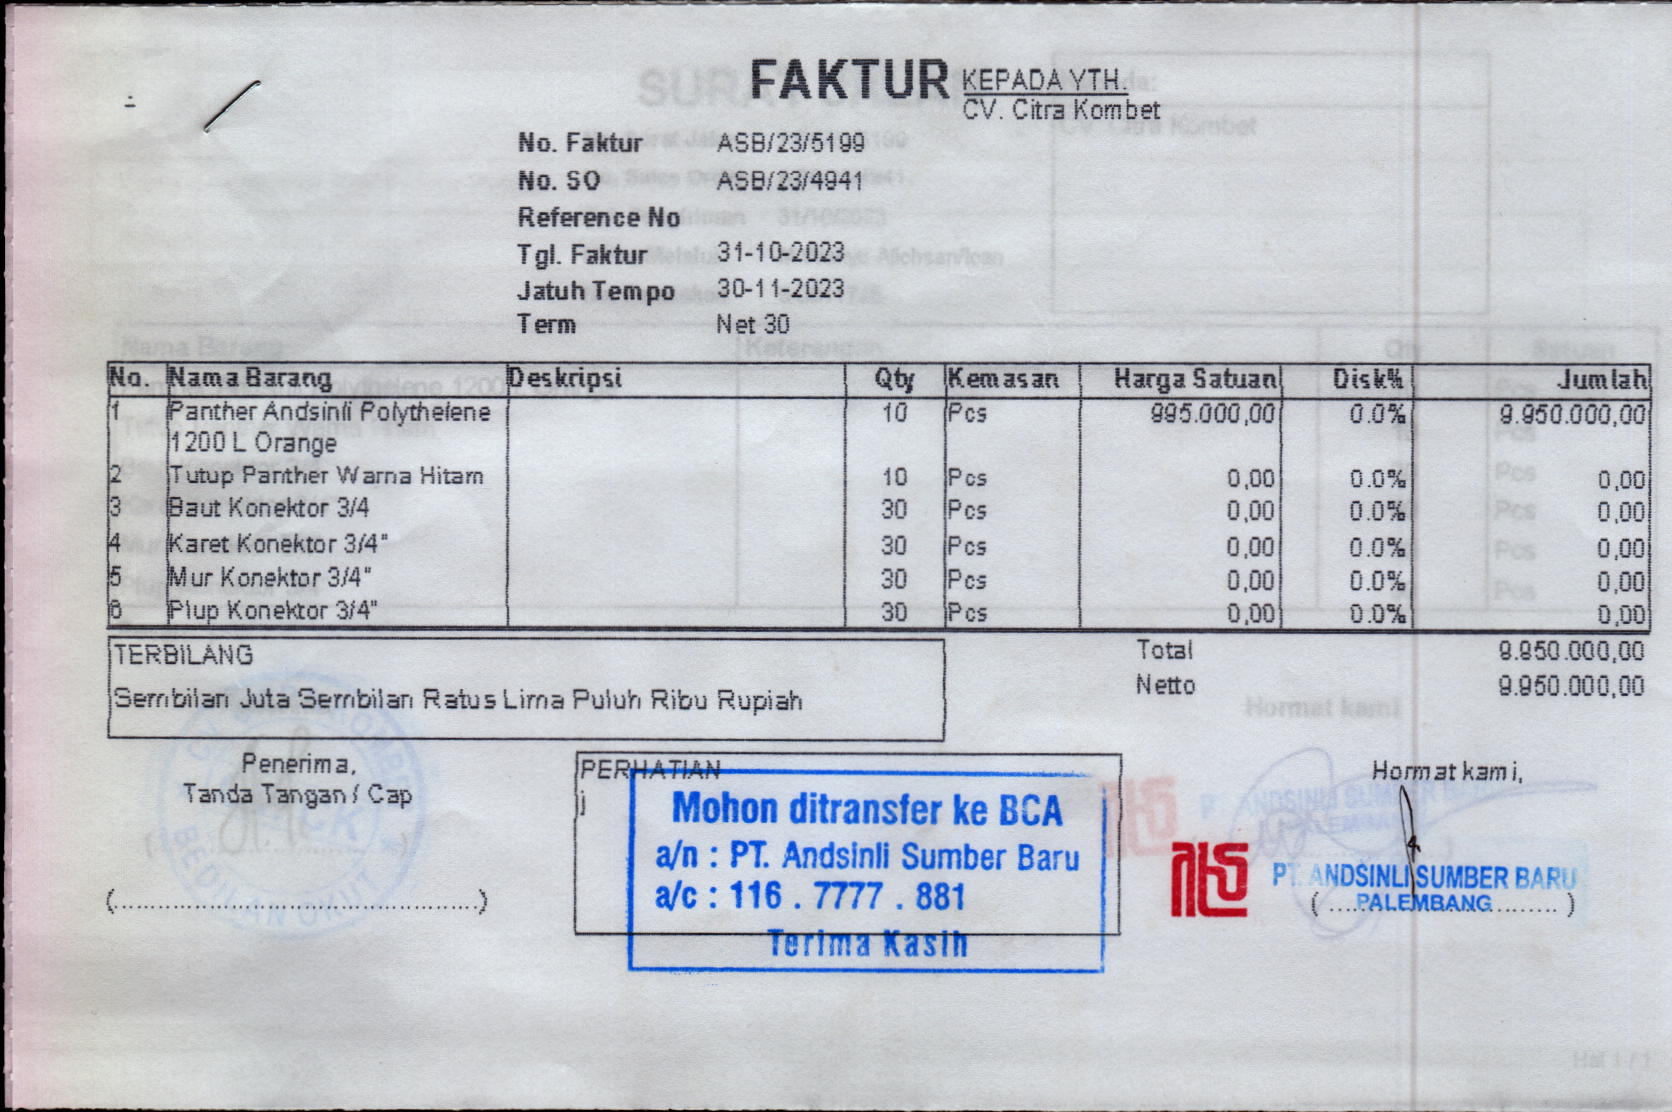 FAKTUR
KEPADA YTH.
CV. Citra Kombet
No. Faktur ASB/23/5199
No. SO ASB/23/4941
Reference No
Tgl. Faktur 31-10-2023
Jatuh Tempo 30-11-2023
Term Net 30
No. Nama Barang Deskripsi Qty Kemasan Harga Satuan Disk% Jumlah
1 Panther Andsinli Polythelene 10 Pcs 995.000,00 0.0% 9.950.000,00
1200 L Orange
2 Tutup Panther Warna Hitam 10 Pcs 0,00 0.0% 0,00
3 Baut Konektor 3/4 30 Pcs 0,00 0.0% 0,00
4 Karet Konektor 3/4" 30 Pcs 0,00 0.0% 0,00
5 Mur Konektor 3/4" 30 Pcs 0,00 0.0% 0,00
6 Plup Konektor 3/4" 30 Pcs 0,00 0.0% 0,00
TERBILANG
Sembilan Juta Sembilan Ratus Lima Puluh Ribu Rupiah
Total 9.950.000,00
Netto 9.950.000,00
Penerima,
Tanda Tangan / Cap
(................................................)
PERHATIAN
j
Mohon ditransfer ke BCA
a/n : PT. Andsinli Sumber Baru
a/c : 116 . 7777 . 881
Terima Kasih
Hormat kami,
PT. ANDSINLI SUMBER BARU
( ....PALEMBANG......... )
Hormat kami
Hal 1 / 1